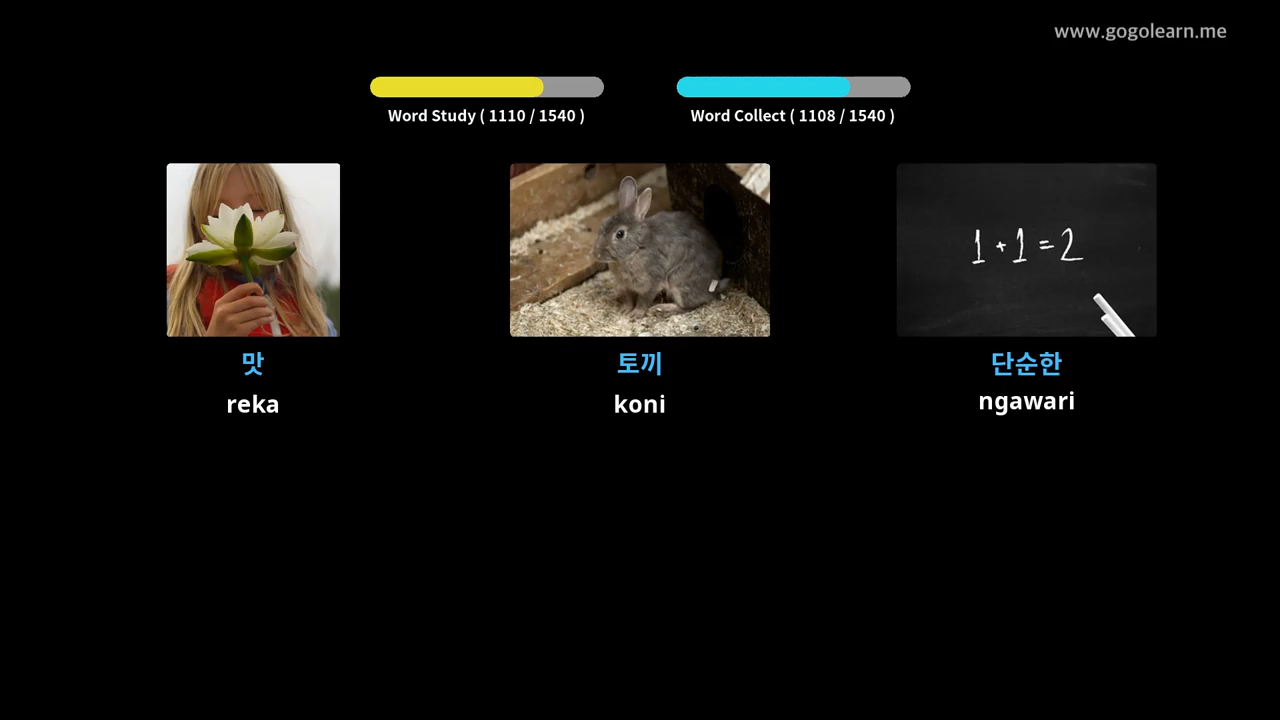 www.gogolearn.me
Word Study ( 1110 / 1540 )
Word Collect ( 1108 / 1540 )
1 + 1 = 2
맛
토끼
단순한
reka
koni
ngawari